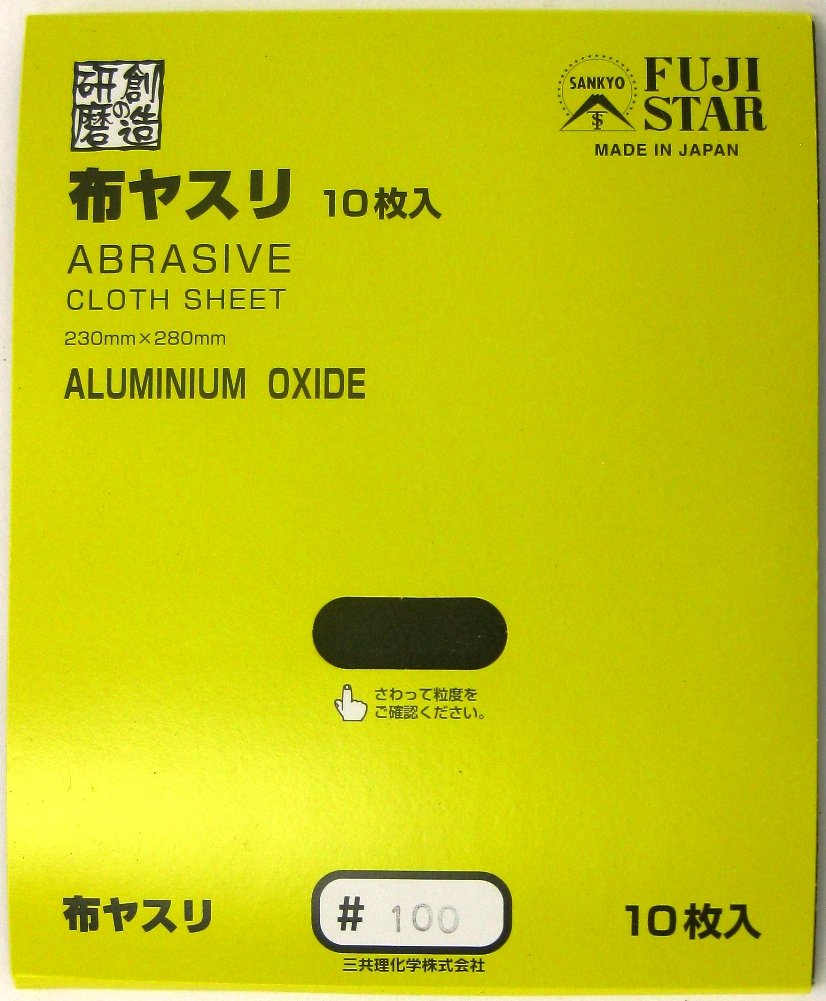 創造の研磨
SANKYO
FUJI
STAR
MADE IN JAPAN
布ヤスリ 10枚入
ABRASIVE
CLOTH SHEET
230mm×280mm
ALUMINIUM OXIDE
さわって粒度を
ご確認ください。
布ヤスリ # 100 10枚入
三共理化学株式会社